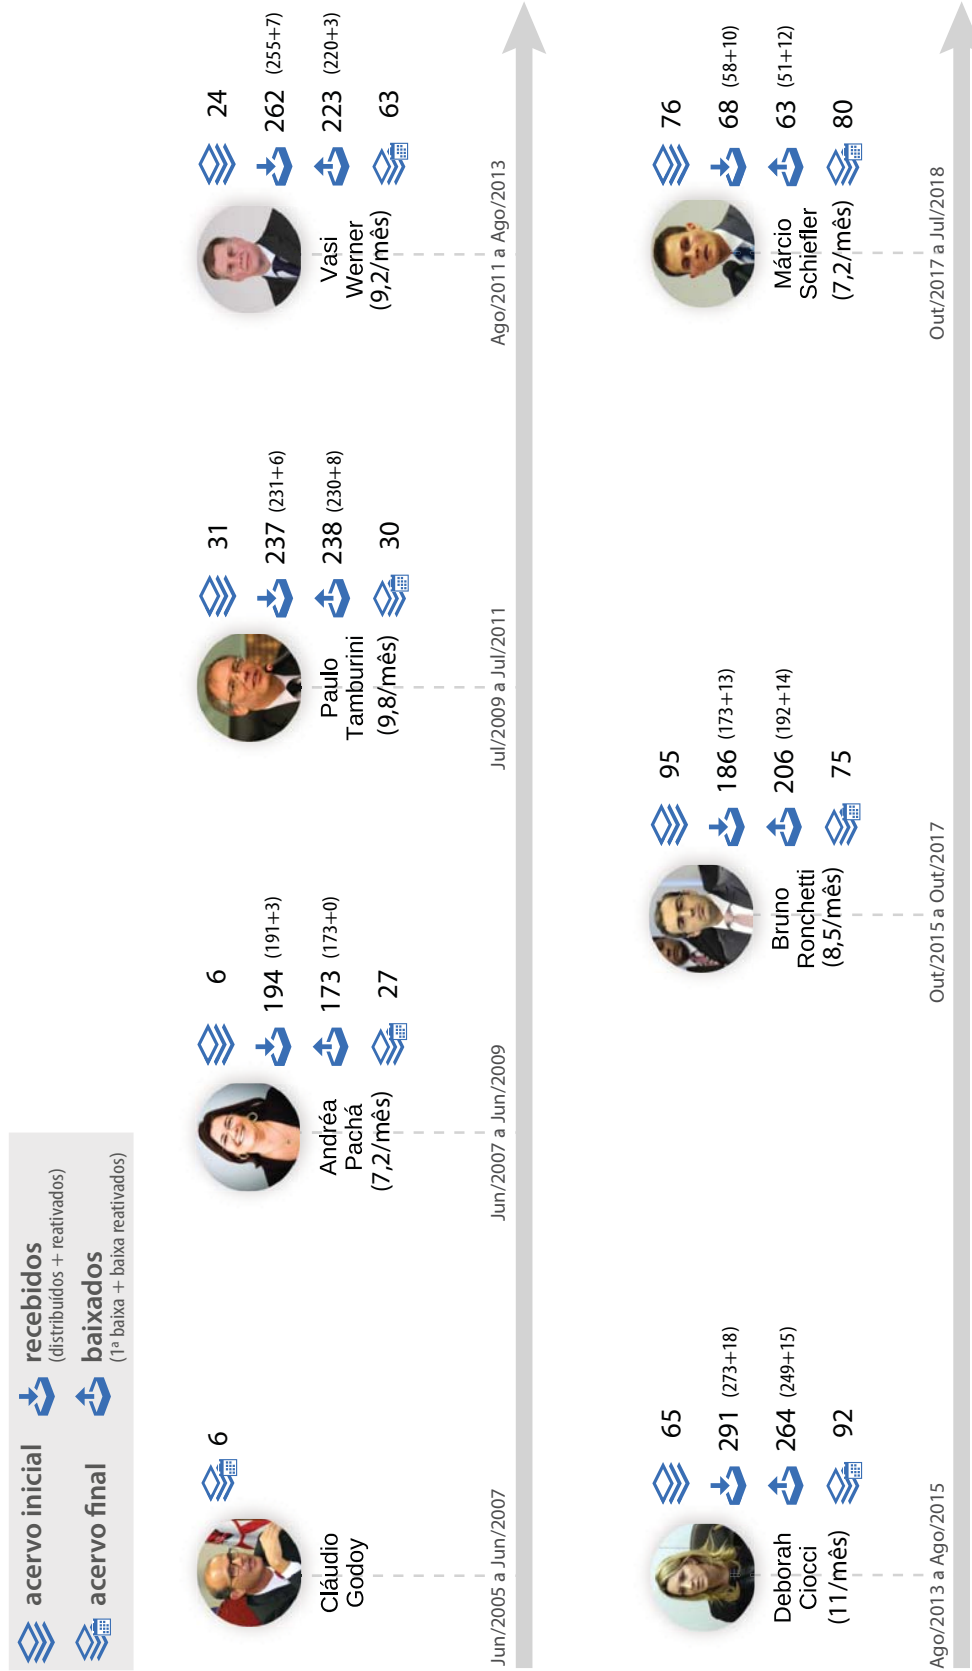 acervo inicial
recebidos
(distribuídos + reativados)
acervo final
baixados
(1ª baixa + baixa reativados)
6
Cláudio
Godoy
Jun/2005 a Jun/2007
6
194 (191+3)
173 (173+0)
27
Andréa
Pachá
(7,2/mês)
Jun/2007 a Jun/2009
31
237 (231+6)
238 (230+8)
30
Paulo
Tamburini
(9,8/mês)
Jul/2009 a Jul/2011
24
262 (255+7)
223 (220+3)
63
Vasi
Werner
(9,2/mês)
Ago/2011 a Ago/2013
65
291 (273+18)
264 (249+15)
92
Deborah
Ciocci
(11/mês)
Ago/2013 a Ago/2015
95
186 (173+13)
206 (192+14)
75
Bruno
Ronchetti
(8,5/mês)
Out/2015 a Out/2017
76
68 (58+10)
63 (51+12)
80
Márcio
Schiefler
(7,2/mês)
Out/2017 a Jul/2018